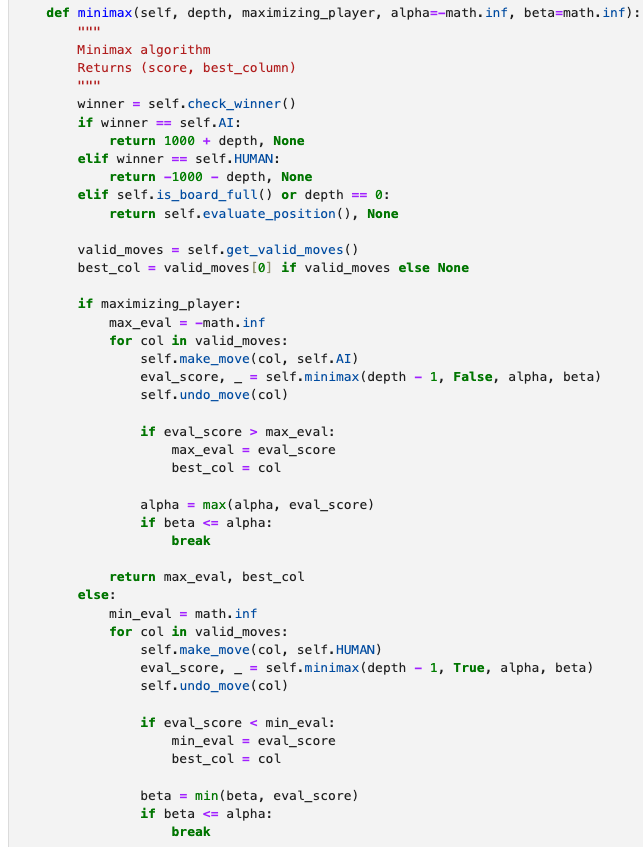 def minimax(self, depth, maximizing_player, alpha=-math.inf, beta=math.inf):
    """
    Minimax algorithm
    Returns (score, best_column)
    """
    winner = self.check_winner()
    if winner == self.AI:
        return 1000 + depth, None
    elif winner == self.HUMAN:
        return -1000 - depth, None
    elif self.is_board_full() or depth == 0:
        return self.evaluate_position(), None

    valid_moves = self.get_valid_moves()
    best_col = valid_moves[0] if valid_moves else None

    if maximizing_player:
        max_eval = -math.inf
        for col in valid_moves:
            self.make_move(col, self.AI)
            eval_score, _ = self.minimax(depth - 1, False, alpha, beta)
            self.undo_move(col)

            if eval_score > max_eval:
                max_eval = eval_score
                best_col = col

            alpha = max(alpha, eval_score)
            if beta <= alpha:
                break

        return max_eval, best_col
    else:
        min_eval = math.inf
        for col in valid_moves:
            self.make_move(col, self.HUMAN)
            eval_score, _ = self.minimax(depth - 1, True, alpha, beta)
            self.undo_move(col)

            if eval_score < min_eval:
                min_eval = eval_score
                best_col = col

            beta = min(beta, eval_score)
            if beta <= alpha:
                break